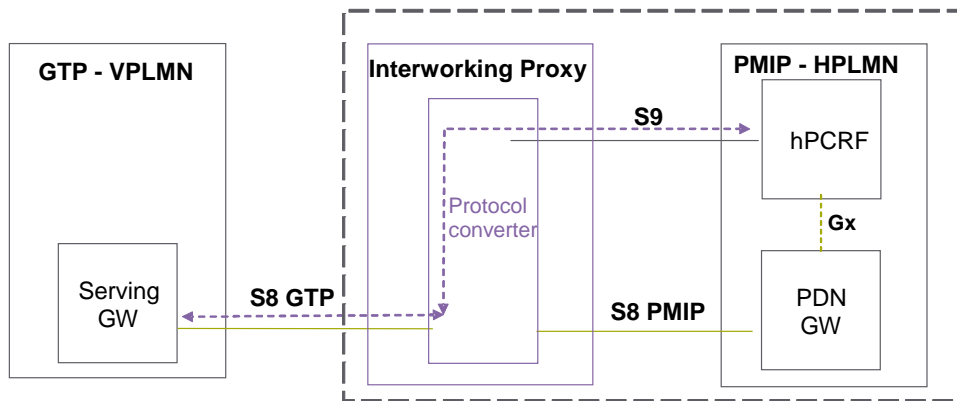 GTP - VPLMN
Interworking Proxy
PMIP - HPLMN
S9
hPCRF
Protocol
converter
Gx
Serving
GW
S8 GTP
S8 PMIP
PDN
GW